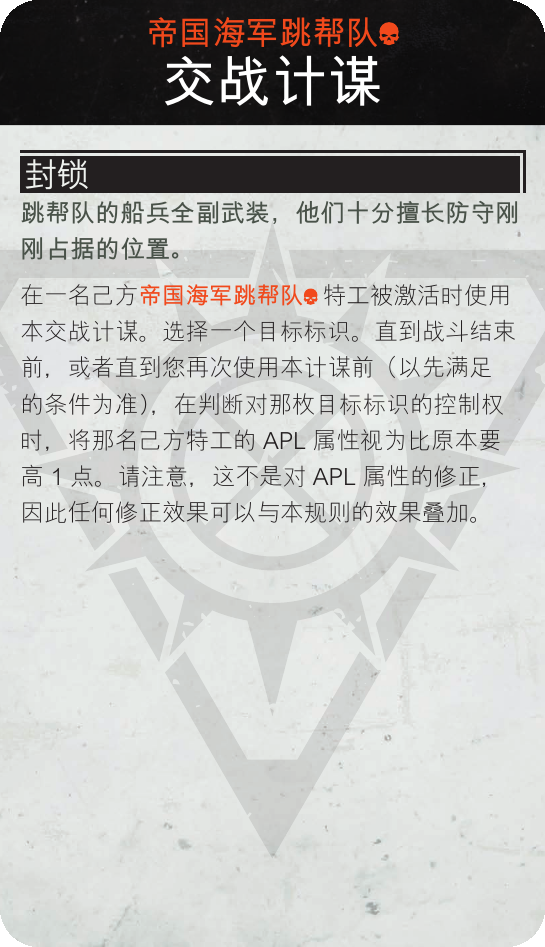 帝国海军跳帮队
交战计谋
封锁
跳帮队的船兵全副武装，他们十分擅长防守刚
刚占据的位置。
在一名己方帝国海军跳帮队特工被激活时使用
本交战计谋。选择一个目标标识。直到战斗结束
前，或者直到您再次使用本计谋前（以先满足
的条件为准），在判断对那枚目标标识的控制权
时，将那名己方特工的 APL 属性视为比原本要
高 1 点。请注意，这不是对 APL 属性的修正，
因此任何修正效果可以与本规则的效果叠加。